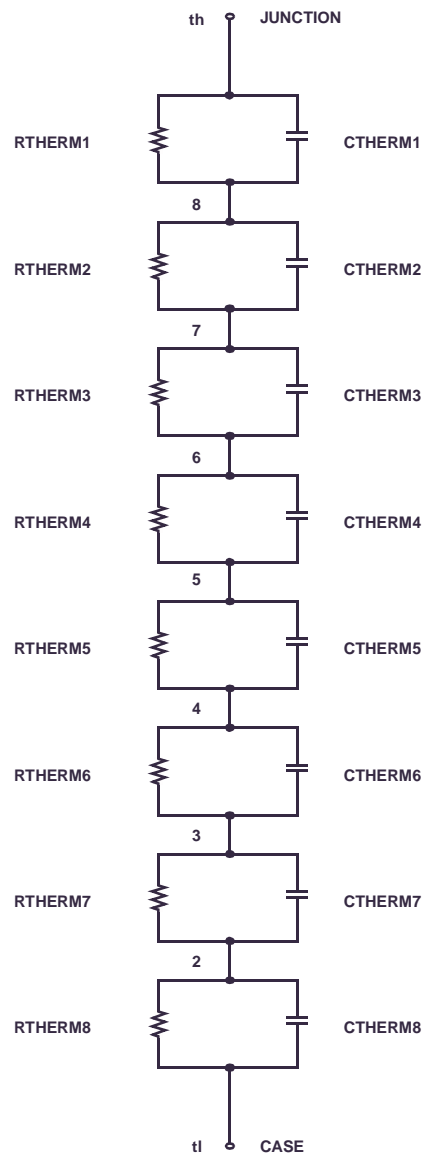 th JUNCTION
RTHERM1 CTHERM1
8
RTHERM2 CTHERM2
7
RTHERM3 CTHERM3
6
RTHERM4 CTHERM4
5
RTHERM5 CTHERM5
4
RTHERM6 CTHERM6
3
RTHERM7 CTHERM7
2
RTHERM8 CTHERM8
tl CASE